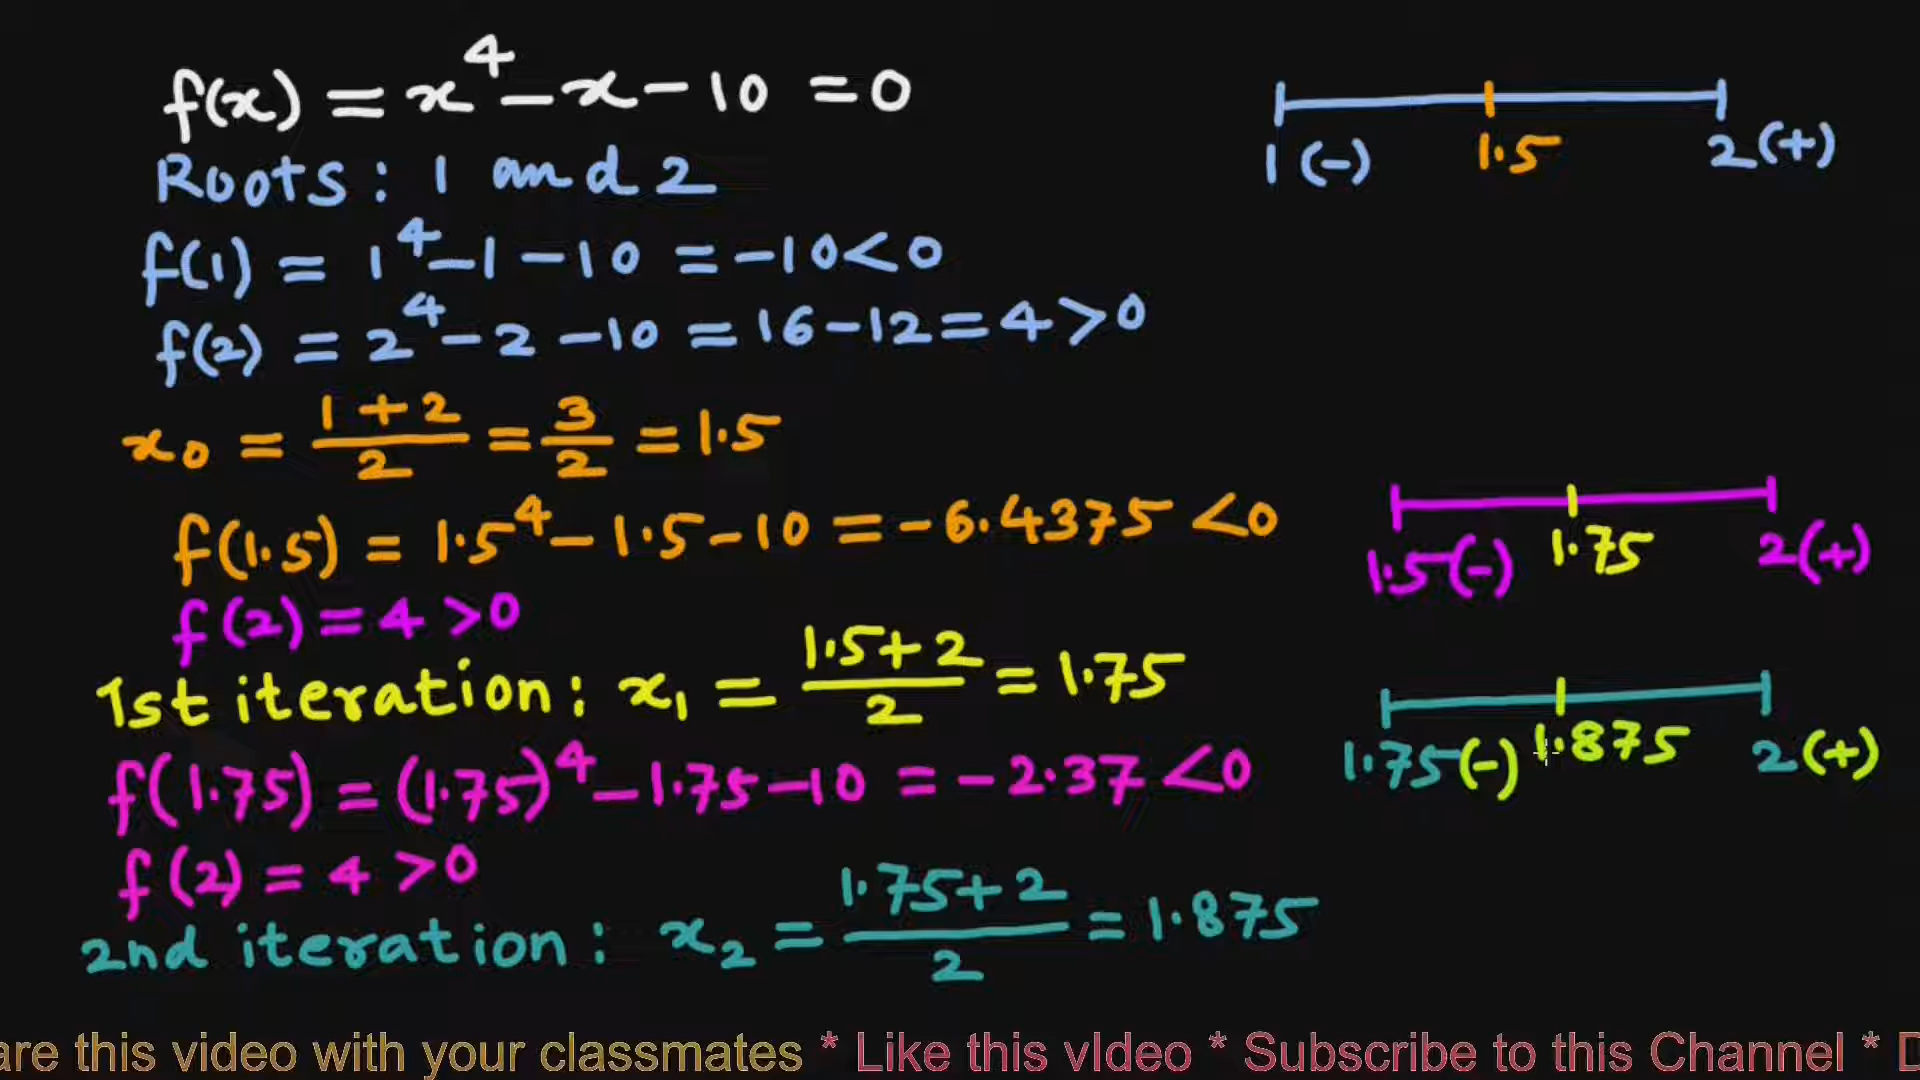 f(x) = x⁴ - x - 10 = 0
Roots : 1 and 2
f(1) = 1⁴ - 1 - 10 = -10 < 0
f(2) = 2⁴ - 2 - 10 = 16 - 12 = 4 > 0
x₀ = (1 + 2)/2 = 3/2 = 1.5
f(1.5) = 1.5⁴ - 1.5 - 10 = -6.4375 < 0
f(2) = 4 > 0
1st iteration : x₁ = (1.5 + 2)/2 = 1.75
f(1.75) = (1.75)⁴ - 1.75 - 10 = -2.37 < 0
f(2) = 4 > 0
2nd iteration : x₂ = (1.75 + 2)/2 = 1.875
1 (-) 1.5 2 (+)
1.5 (-) 1.75 2 (+)
1.75 (-) 1.875 2 (+)
are this video with your classmates * Like this vIdeo * Subscribe to this Channel *